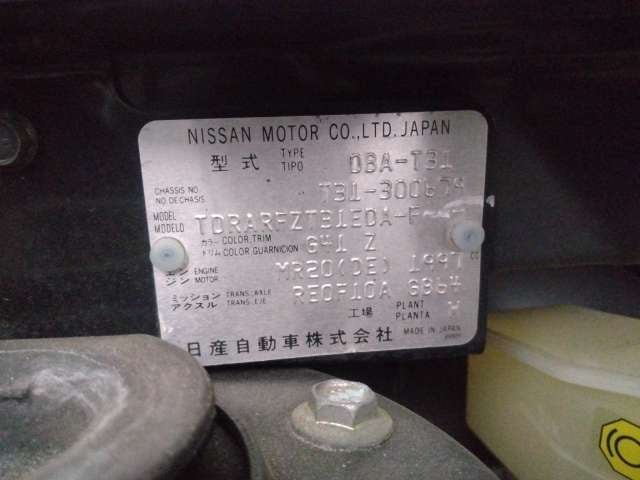 NISSAN MOTOR CO.,LTD.JAPAN
型式 TYPE TIPO DBA-T31
CHASSIS NO. NO.DE CHASIS T31-300679
MODEL MODELO TDRARFZT31EDA-F
カラー COLOR,TRIM トリム COLOR,GUARNICION G41 Z
エンジン ENGINE MOTOR MR20(DE) 1997 cc
ミッション アクスル TRANS.,AXLE TRANS.,EJE RE0F10A G364
工場 PLANT PLANTA W
日産自動車株式会社 MADE IN JAPAN